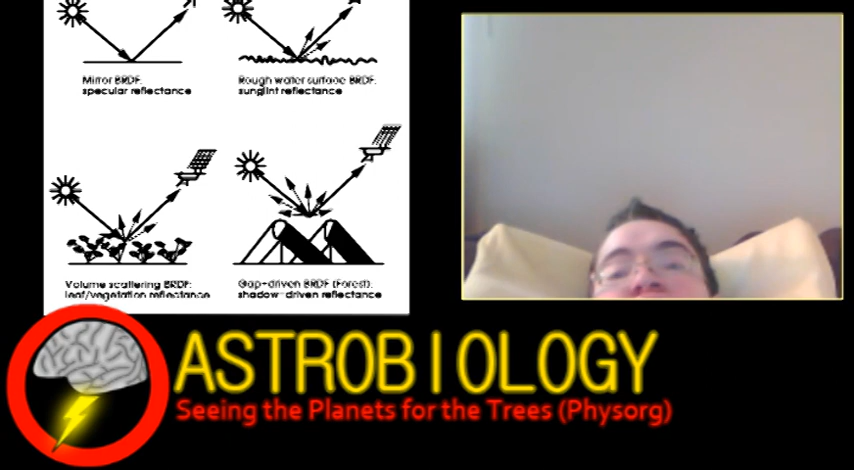 Mirror BRDF:
specular reflectance
Rough water surface BRDF:
sunglint reflectance
Volume scattering BRDF:
leaf/vegetation reflectance
Gap-driven BRDF (Forest):
shadow-driven reflectance
ASTROBIOLOGY
Seeing the Planets for the Trees (Physorg)